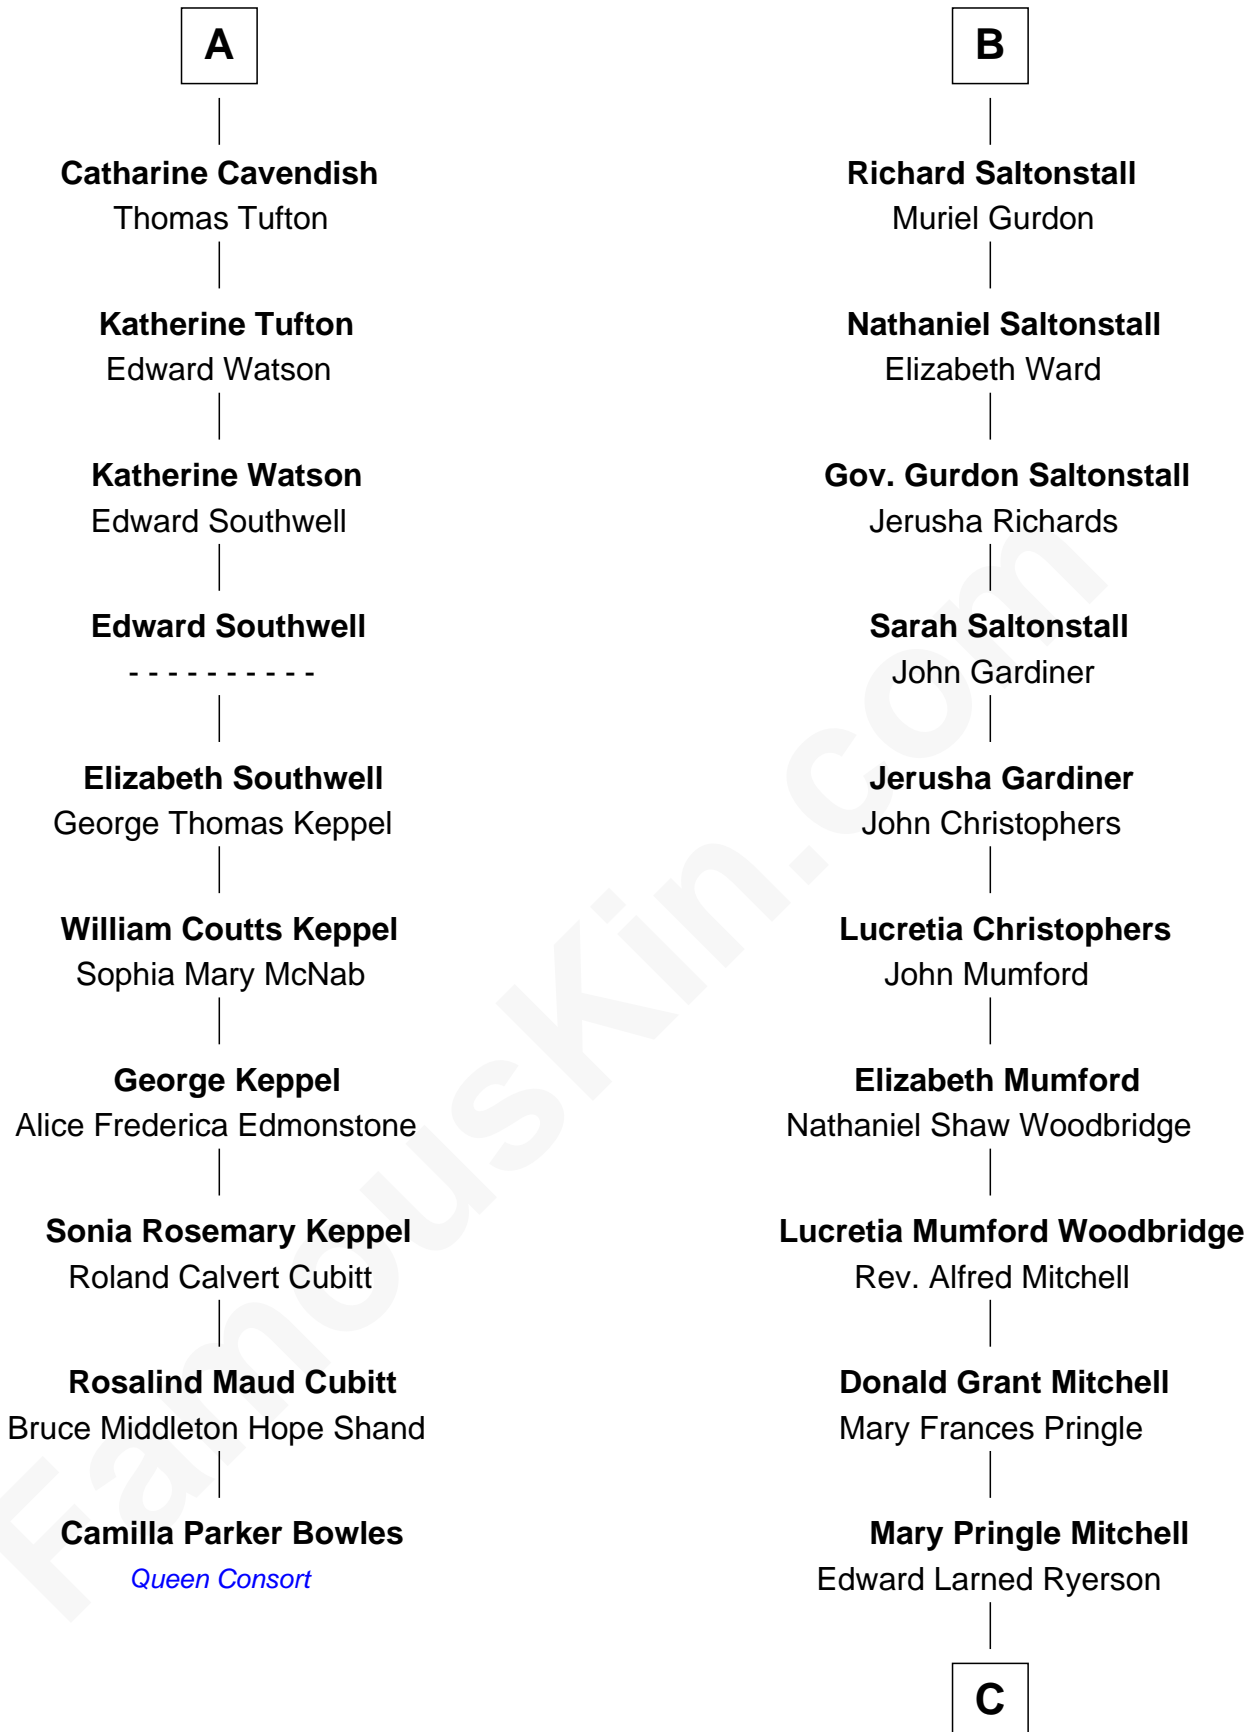 A
Catharine Cavendish
Thomas Tufton
Katherine Tufton
Edward Watson
Katherine Watson
Edward Southwell
Edward Southwell
- - - - - - - - - -
Elizabeth Southwell
George Thomas Keppel
William Coutts Keppel
Sophia Mary McNab
George Keppel
Alice Frederica Edmonstone
Sonia Rosemary Keppel
Roland Calvert Cubitt
Rosalind Maud Cubitt
Bruce Middleton Hope Shand
Camilla Parker Bowles
Queen Consort
B
Richard Saltonstall
Muriel Gurdon
Nathaniel Saltonstall
Elizabeth Ward
Gov. Gurdon Saltonstall
Jerusha Richards
Sarah Saltonstall
John Gardiner
Jerusha Gardiner
John Christophers
Lucretia Christophers
John Mumford
Elizabeth Mumford
Nathaniel Shaw Woodbridge
Lucretia Mumford Woodbridge
Rev. Alfred Mitchell
Donald Grant Mitchell
Mary Frances Pringle
Mary Pringle Mitchell
Edward Larned Ryerson
C
FamousKin.com